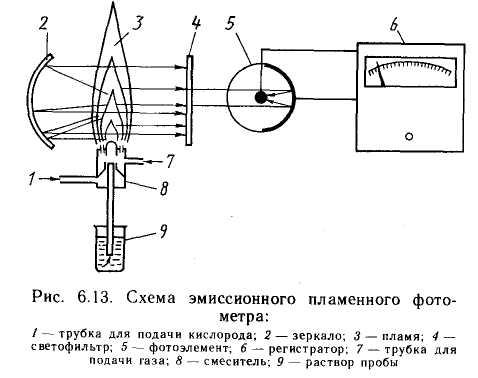 2
3
4
5
6
1
7
8
9
Рис. 6.13. Схема эмиссионного пламенного фото-
метра:
1 — трубка для подачи кислорода; 2 — зеркало; 3 — пламя; 4 —
светофильтр; 5 — фотоэлемент; 6 — регистратор; 7 — трубка для
подачи газа; 8 — смеситель; 9 — раствор пробы